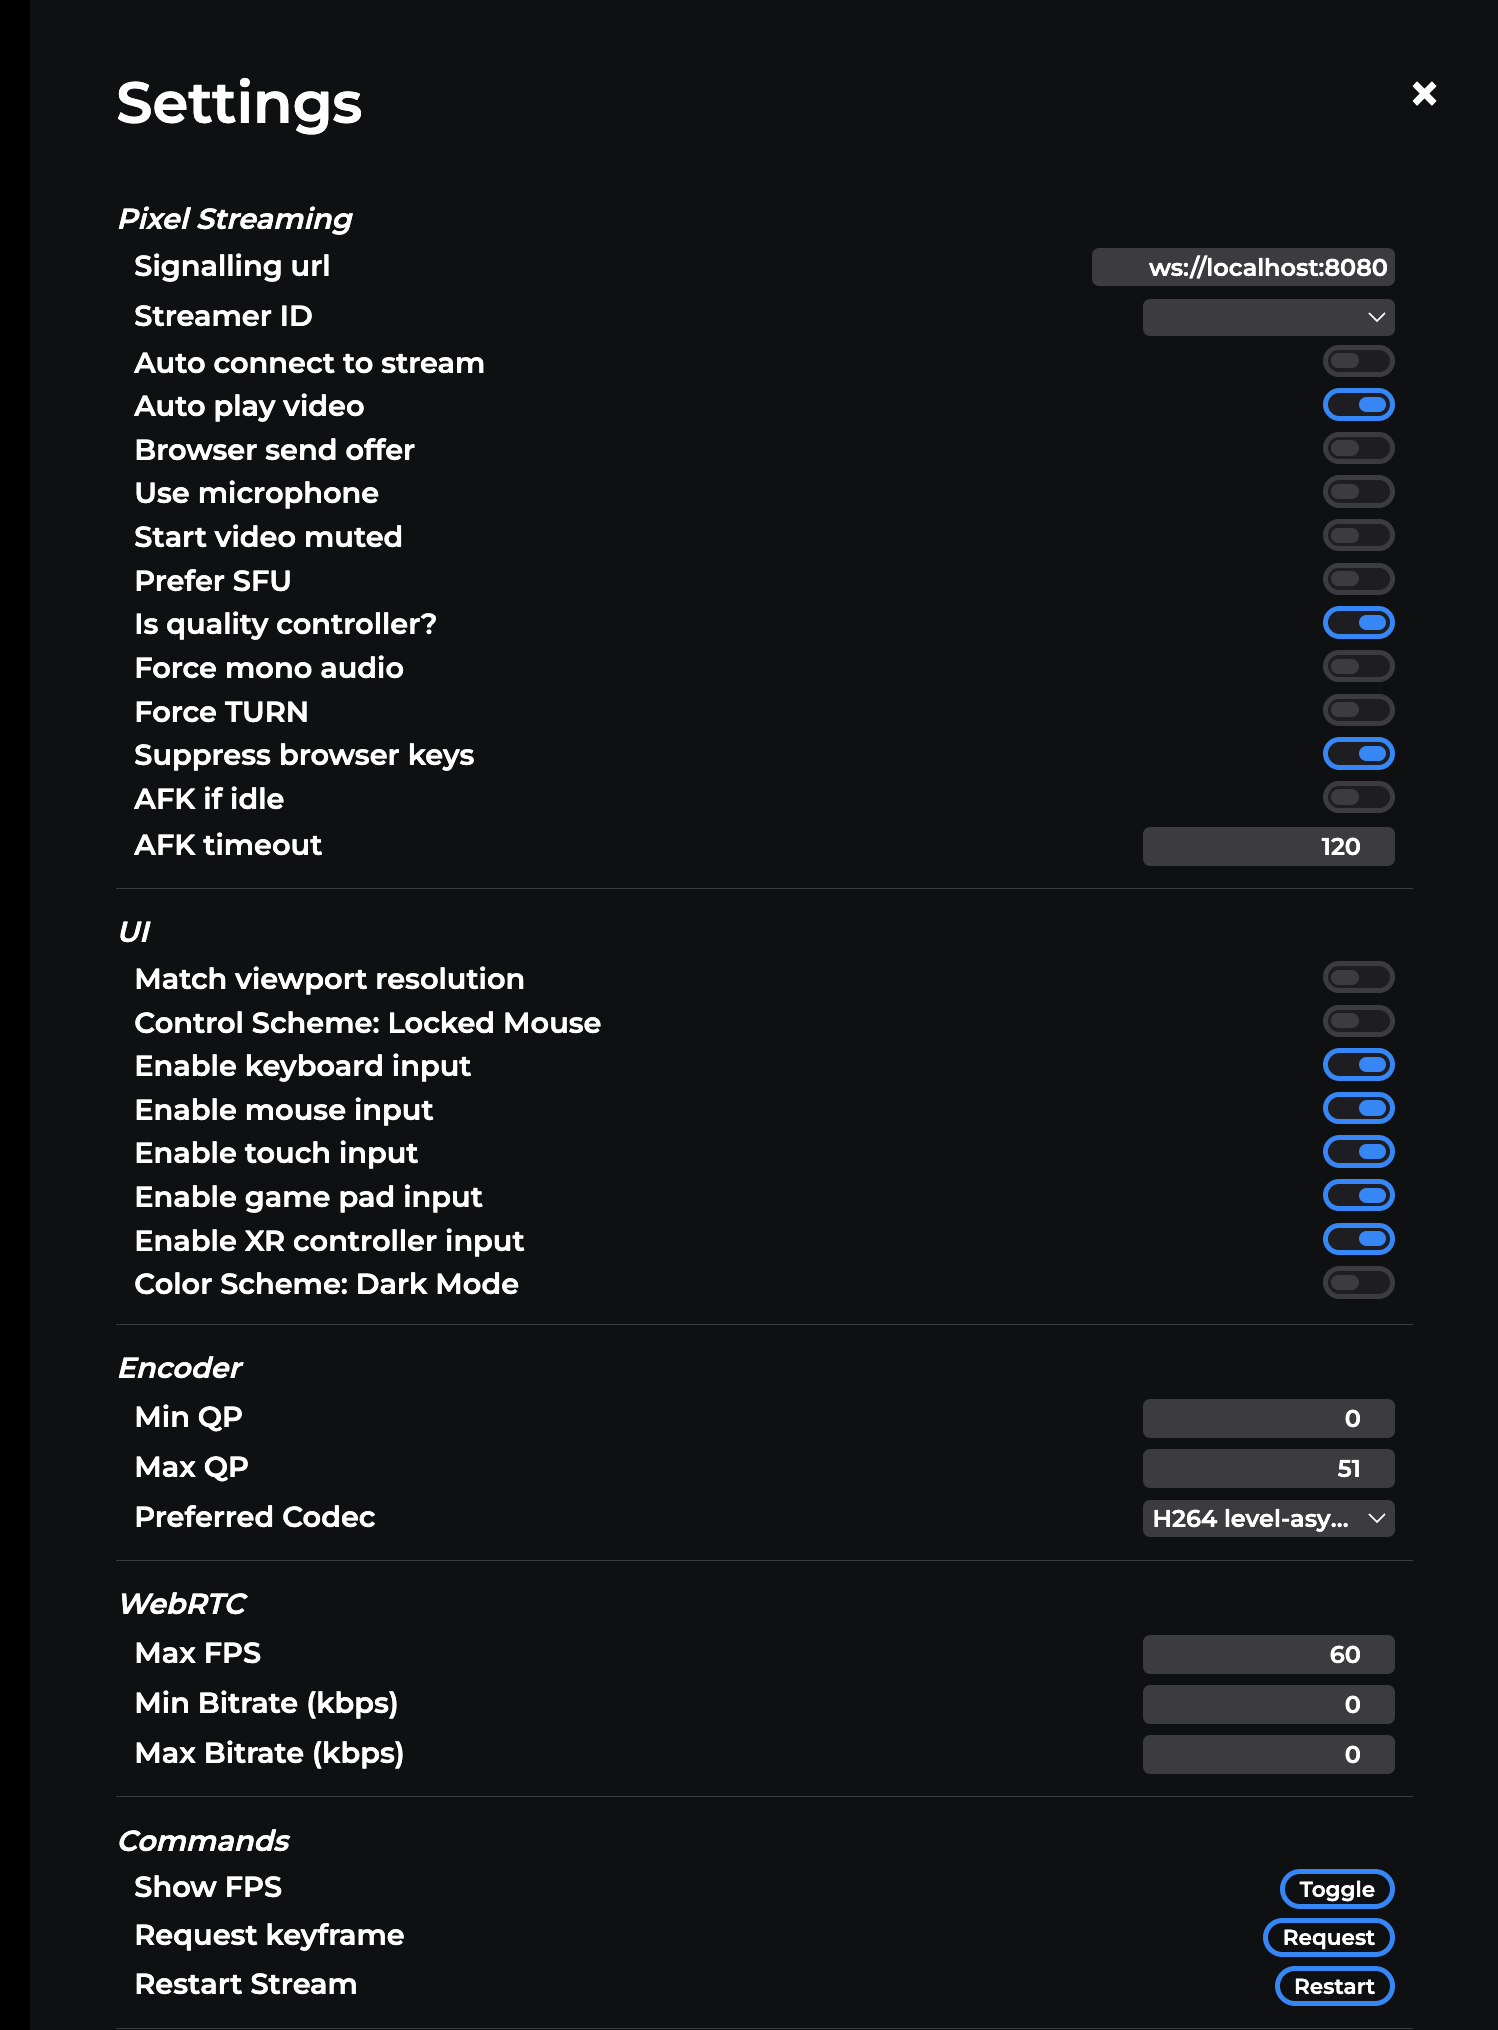 Settings
Pixel Streaming
Signalling url ws://localhost:8080
Streamer ID
Auto connect to stream
Auto play video
Browser send offer
Use microphone
Start video muted
Prefer SFU
Is quality controller?
Force mono audio
Force TURN
Suppress browser keys
AFK if idle
AFK timeout 120
UI
Match viewport resolution
Control Scheme: Locked Mouse
Enable keyboard input
Enable mouse input
Enable touch input
Enable game pad input
Enable XR controller input
Color Scheme: Dark Mode
Encoder
Min QP 0
Max QP 51
Preferred Codec H264 level-asy...
WebRTC
Max FPS 60
Min Bitrate (kbps) 0
Max Bitrate (kbps) 0
Commands
Show FPS Toggle
Request keyframe Request
Restart Stream Restart